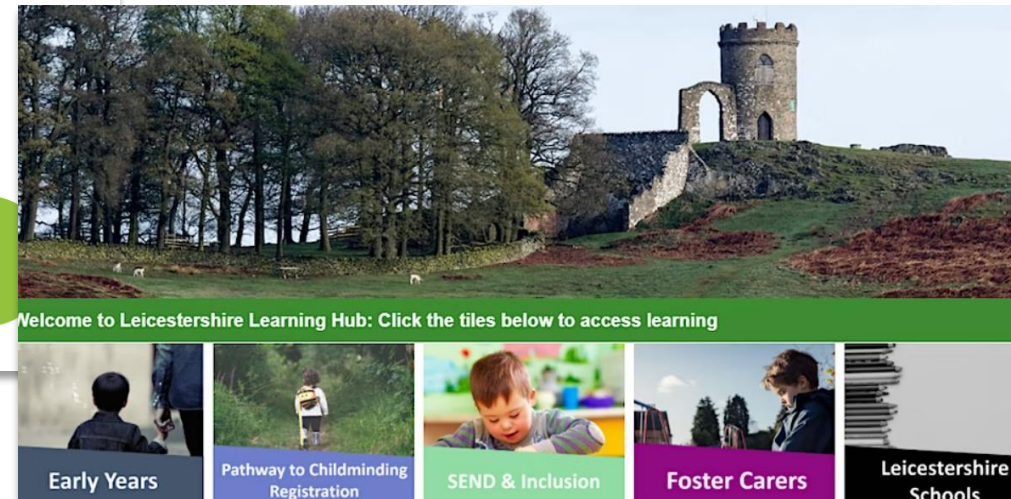 Welcome to Leicestershire Learning Hub: Click the tiles below to access learning
Early Years
Pathway to Childminding
Registration
SEND & Inclusion
Foster Carers
Leicestershire
Schools